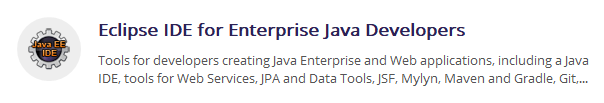 Java EE
IDE
Eclipse IDE for Enterprise Java Developers
Tools for developers creating Java Enterprise and Web applications, including a Java
IDE, tools for Web Services, JPA and Data Tools, JSF, Mylyn, Maven and Gradle, Git,...